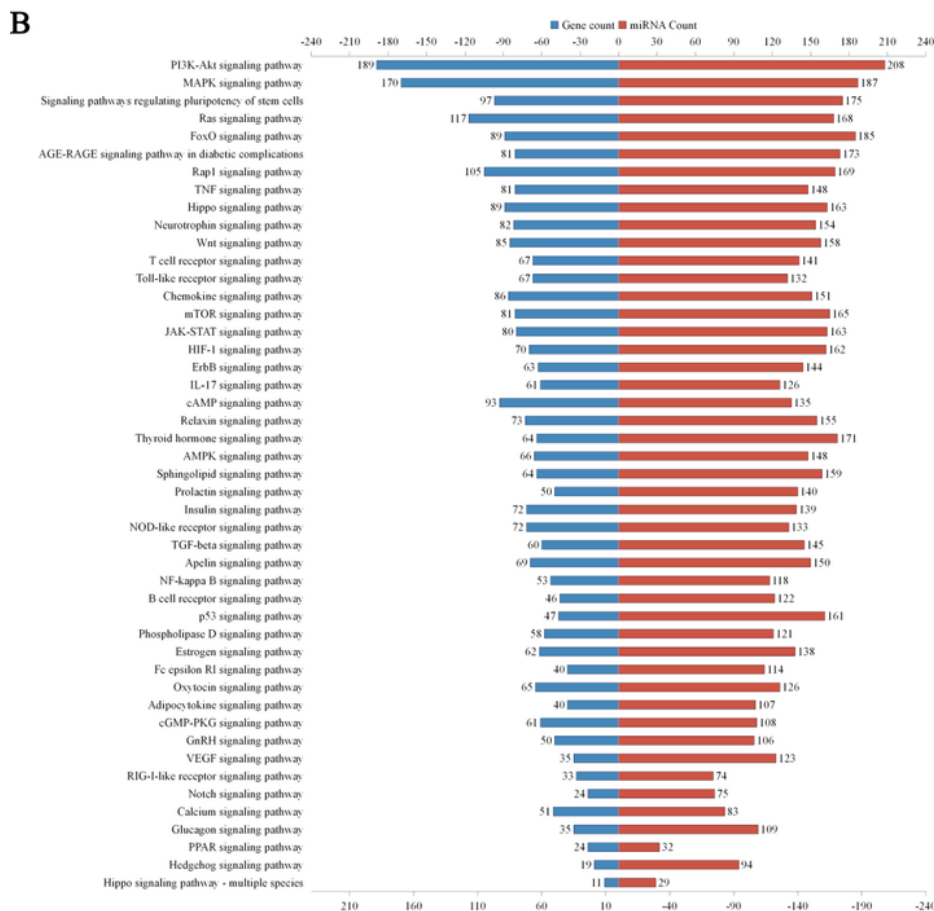 B
Gene count miRNA Count
-240 -210 -180 -150 -120 -90 -60 -30 0 30 60 90 120 150 180 210 240
PI3K-Akt signaling pathway 189 208
MAPK signaling pathway 170 187
Signaling pathways regulating pluripotency of stem cells 97 175
Ras signaling pathway 117 168
FoxO signaling pathway 89 185
AGE-RAGE signaling pathway in diabetic complications 81 173
Rap1 signaling pathway 105 169
TNF signaling pathway 81 148
Hippo signaling pathway 89 163
Neurotrophin signaling pathway 82 154
Wnt signaling pathway 85 158
T cell receptor signaling pathway 67 141
Toll-like receptor signaling pathway 67 132
Chemokine signaling pathway 86 151
mTOR signaling pathway 81 165
JAK-STAT signaling pathway 80 163
HIF-1 signaling pathway 70 162
ErbB signaling pathway 63 144
IL-17 signaling pathway 61 126
cAMP signaling pathway 93 135
Relaxin signaling pathway 73 155
Thyroid hormone signaling pathway 64 171
AMPK signaling pathway 66 148
Sphingolipid signaling pathway 64 159
Prolactin signaling pathway 50 140
Insulin signaling pathway 72 139
NOD-like receptor signaling pathway 72 133
TGF-beta signaling pathway 60 145
Apelin signaling pathway 69 150
NF-kappa B signaling pathway 53 118
B cell receptor signaling pathway 46 122
p53 signaling pathway 47 161
Phospholipase D signaling pathway 58 121
Estrogen signaling pathway 62 138
Fc epsilon RI signaling pathway 40 114
Oxytocin signaling pathway 65 126
Adipocytokine signaling pathway 40 107
cGMP-PKG signaling pathway 61 108
GnRH signaling pathway 50 106
VEGF signaling pathway 35 123
RIG-I-like receptor signaling pathway 33 74
Notch signaling pathway 24 75
Calcium signaling pathway 51 83
Glucagon signaling pathway 35 109
PPAR signaling pathway 24 32
Hedgehog signaling pathway 19 94
Hippo signaling pathway - multiple species 11 29
210 160 110 60 10 -40 -90 -140 -190 -240